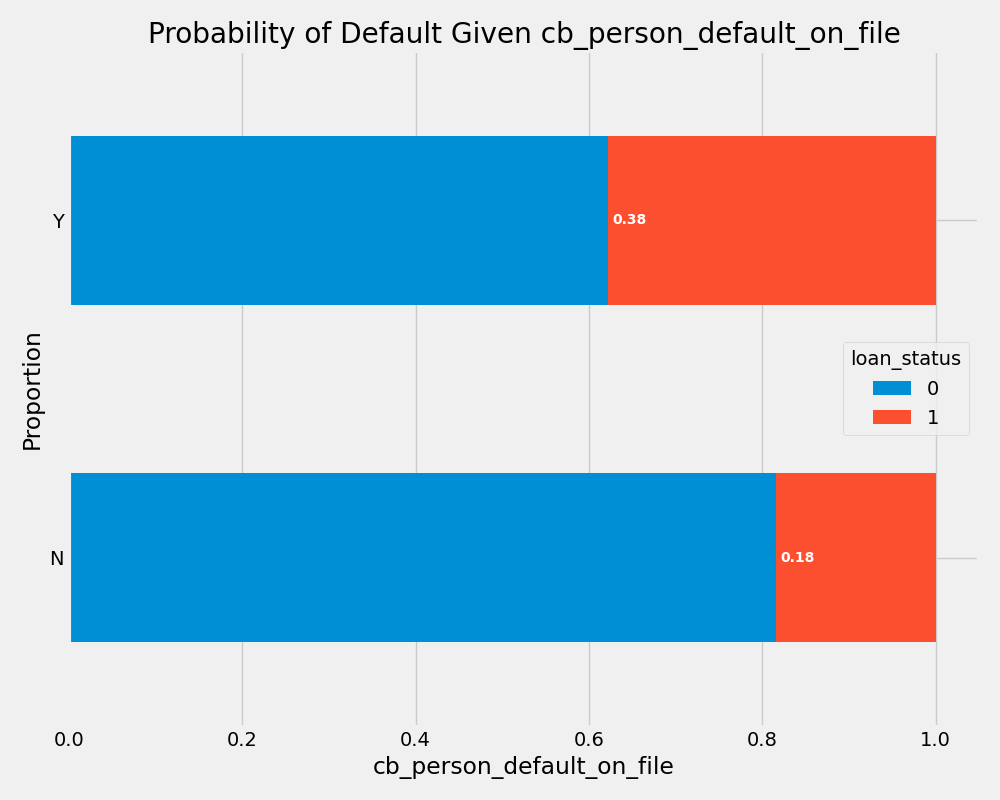 Probability of Default Given cb_person_default_on_file
Proportion
Y
0.38
loan_status
0
1
N
0.18
0.0 0.2 0.4 0.6 0.8 1.0
cb_person_default_on_file